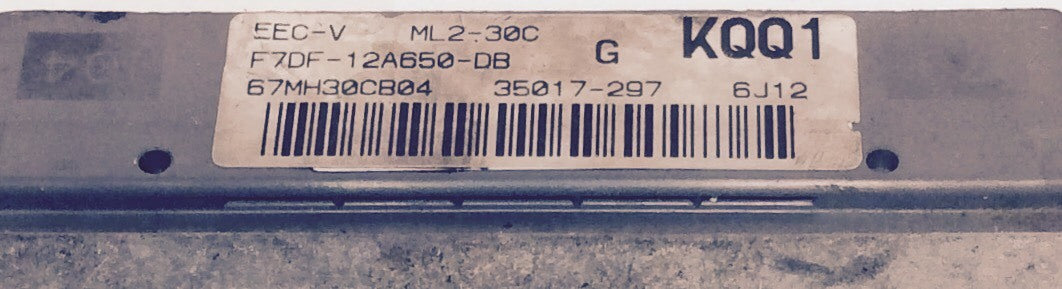 EEC-V ML2-30C KQQ1
F7DF-12A650-DB G
67MH30CB04 35017-297 6J12